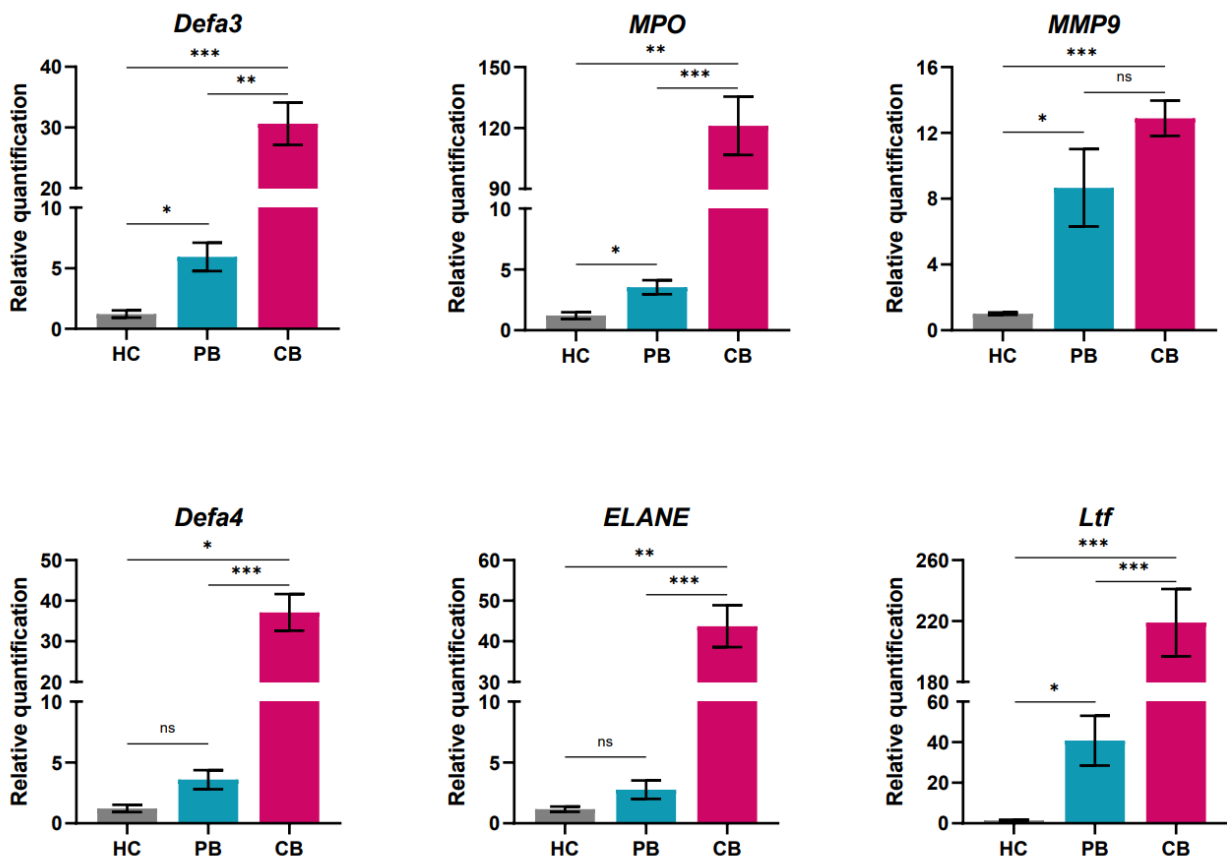 Defa3
***
**
*
Relative quantification
40
30
20
10
5
0
HC PB CB
MPO
**
***
*
Relative quantification
150
120
90
10
5
0
HC PB CB
MMP9
***
ns
*
Relative quantification
16
12
8
4
0
HC PB CB
Defa4
*
***
ns
Relative quantification
50
40
30
20
10
5
0
HC PB CB
ELANE
**
***
ns
Relative quantification
60
50
40
30
10
5
0
HC PB CB
Ltf
***
***
*
Relative quantification
260
220
180
60
40
20
0
HC PB CB